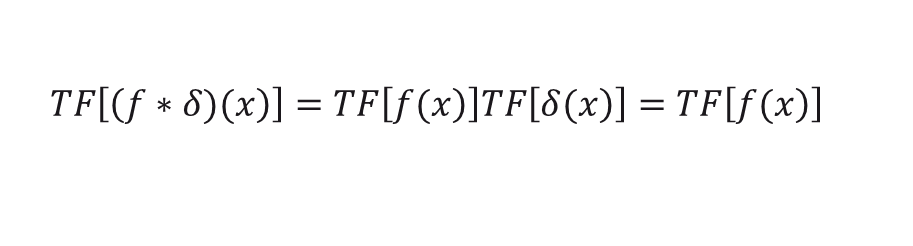 TF[(f * δ)(x)] = TF[f(x)]TF[δ(x)] = TF[f(x)]